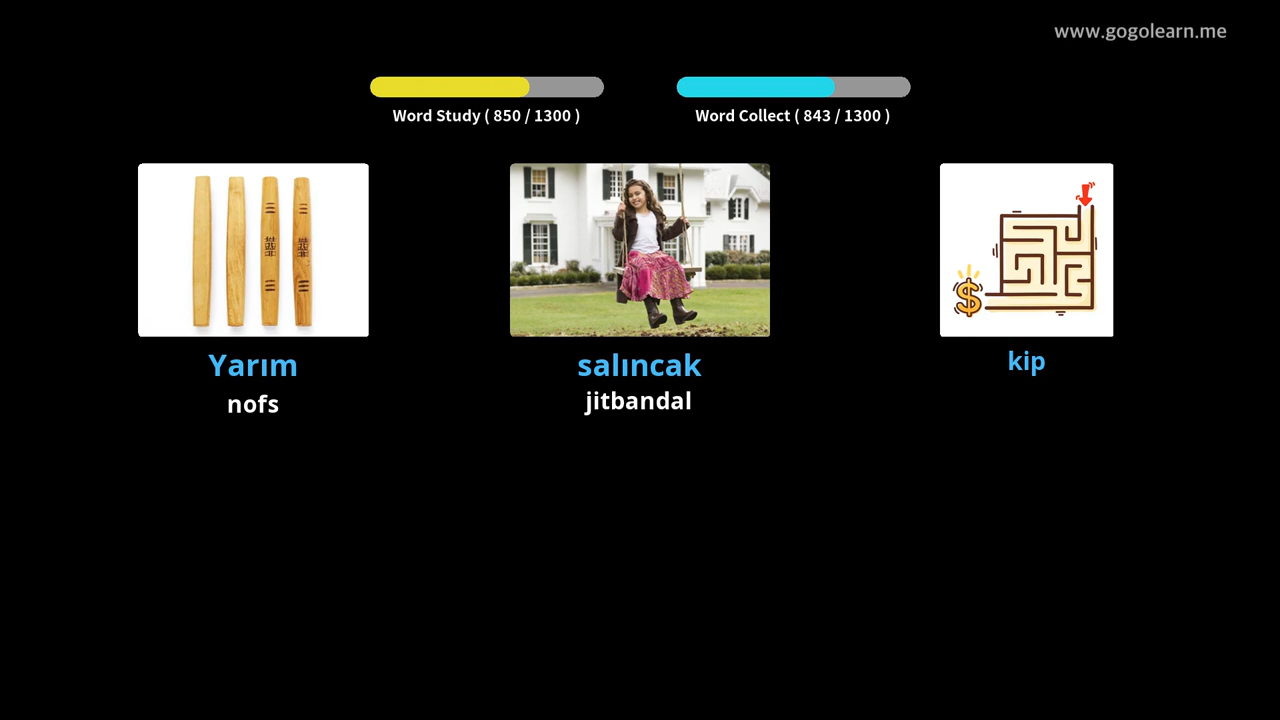 www.gogolearn.me
Word Study ( 850 / 1300 )
Word Collect ( 843 / 1300 )
Yarım
nofs
salıncak
jitbandal
kip